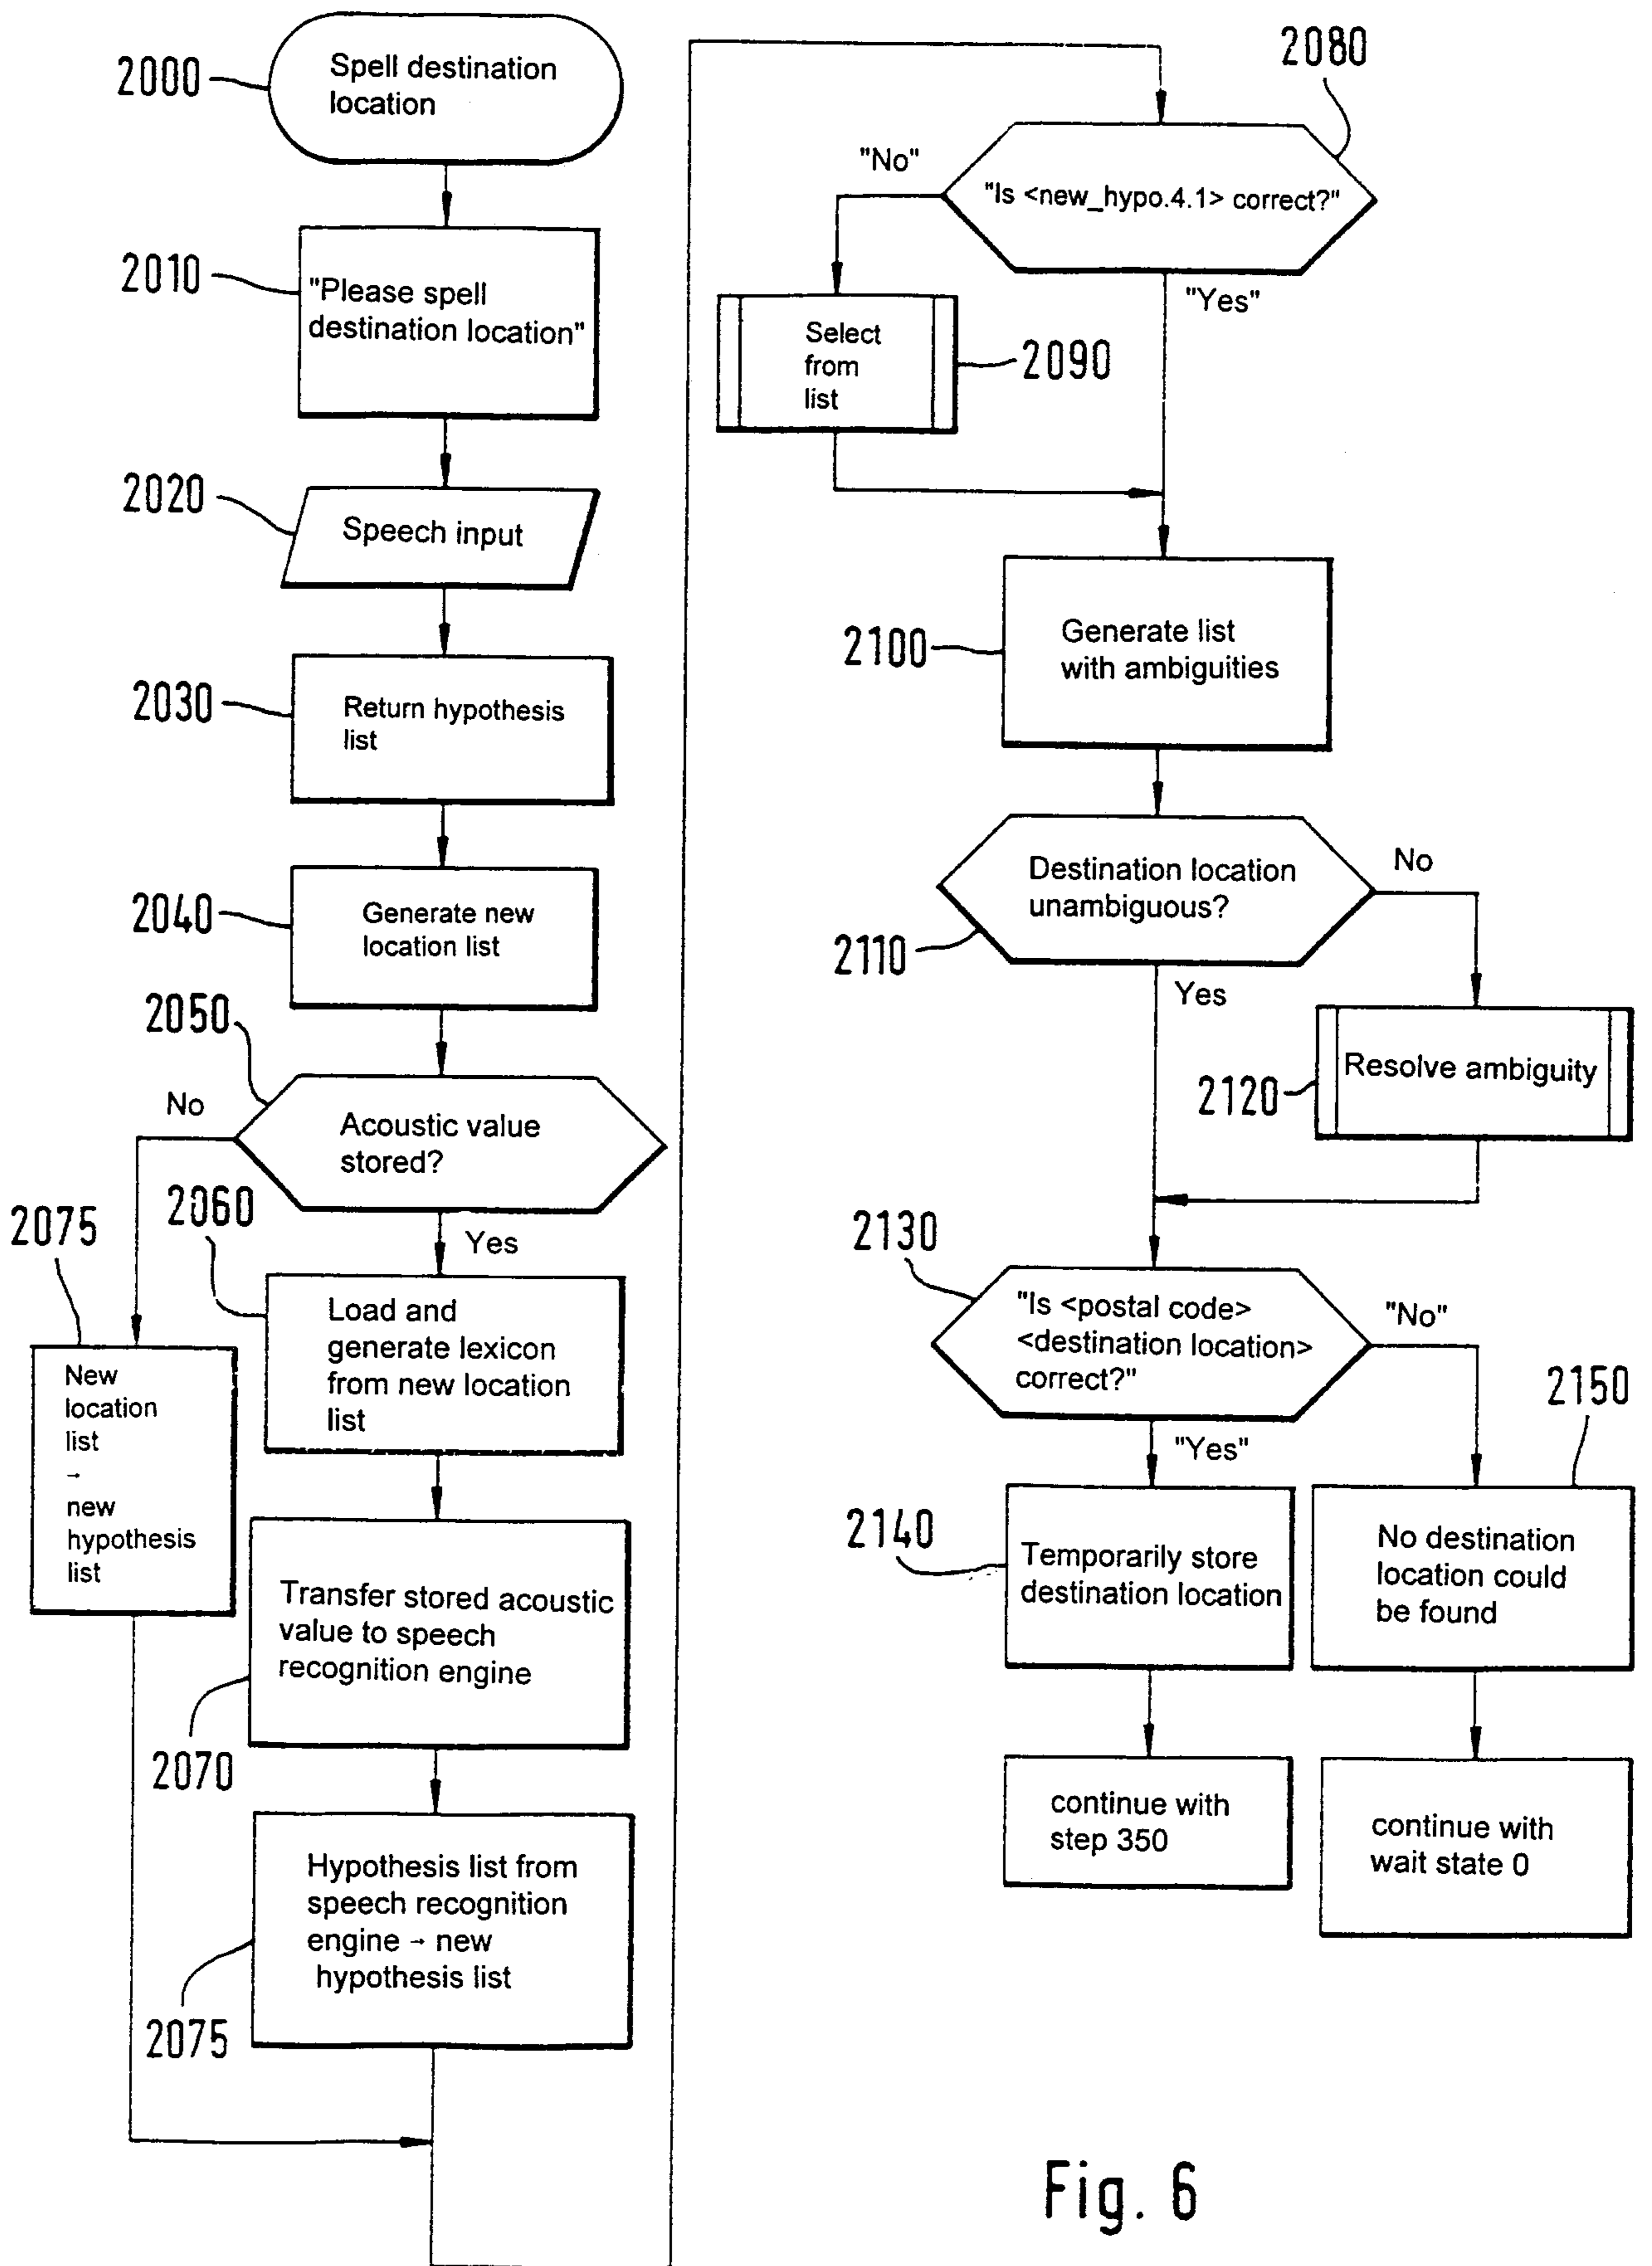 2000
Spell destination
location
2010
"Please spell
destination location"
2020
Speech input
2030
Return hypothesis
list
2040
Generate new
location list
2050
Acoustic value
stored?
No
Yes
2075
New
location
list
→
new
hypothesis
list
2060
Load and
generate lexicon
from new location
list
Transfer stored acoustic
value to speech
recognition engine
2070
Hypothesis list from
speech recognition
engine → new
hypothesis list
2075
2080
"Is <new_hypo.4.1> correct?"
"No"
"Yes"
Select
from
list
2090
2100
Generate list
with ambiguities
Destination location
unambiguous?
2110
No
Yes
Resolve ambiguity
2120
2130
"Is <postal code>
<destination location>
correct?"
"No"
"Yes"
2140
Temporarily store
destination location
2150
No destination
location could
be found
continue with
step 350
continue with
wait state 0
Fig. 6